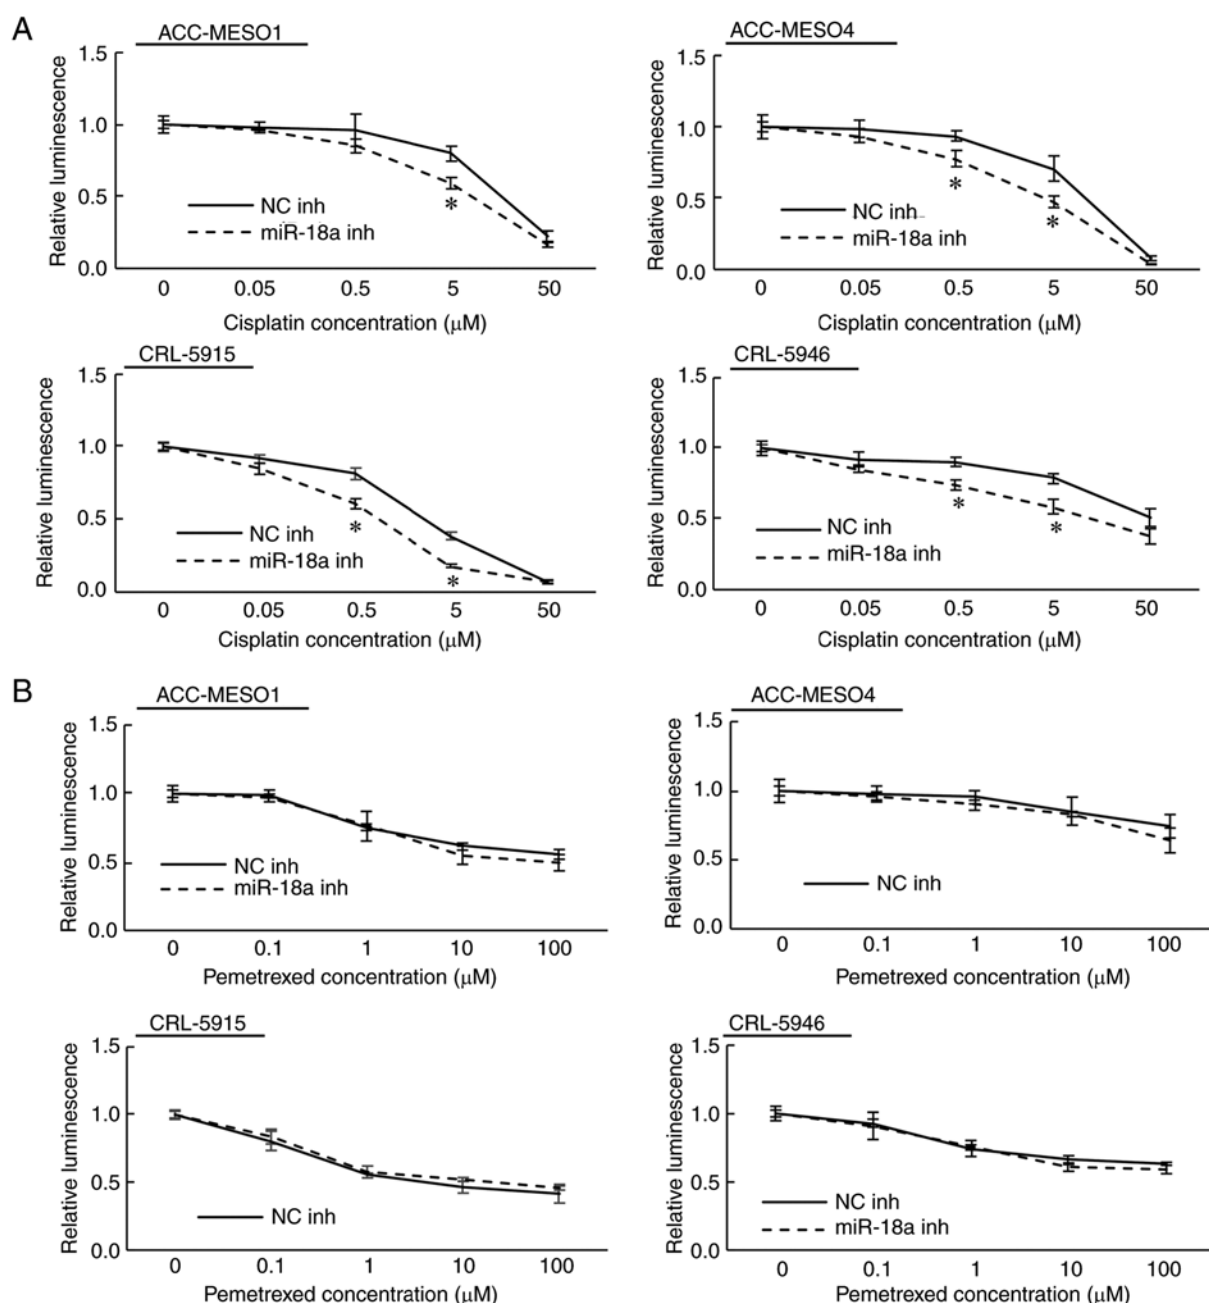 A
ACC-MESO1
Relative luminescence
1.5
1.0
0.5
0.0
NC inh
miR-18a inh
*
0 0.05 0.5 5 50
Cisplatin concentration (μM)
ACC-MESO4
Relative luminescence
1.5
1.0
0.5
0.0
NC inh
miR-18a inh
* *
0 0.05 0.5 5 50
Cisplatin concentration (μM)
CRL-5915
Relative luminescence
1.5
1.0
0.5
0.0
NC inh
miR-18a inh
* *
0 0.05 0.5 5 50
Cisplatin concentration (μM)
CRL-5946
Relative luminescence
1.5
1.0
0.5
0.0
NC inh
miR-18a inh
* *
0 0.05 0.5 5 50
Cisplatin concentration (μM)
B
ACC-MESO1
Relative luminescence
1.5
1.0
0.5
0.0
NC inh
miR-18a inh
0 0.1 1 10 100
Pemetrexed concentration (μM)
ACC-MESO4
Relative luminescence
1.5
1.0
0.5
0.0
NC inh
0 0.1 1 10 100
Pemetrexed concentration (μM)
CRL-5915
Relative luminescence
1.5
1.0
0.5
0.0
NC inh
0 0.1 1 10 100
Pemetrexed concentration (μM)
CRL-5946
Relative luminescence
1.5
1.0
0.5
0.0
NC inh
miR-18a inh
0 0.1 1 10 100
Pemetrexed concentration (μM)